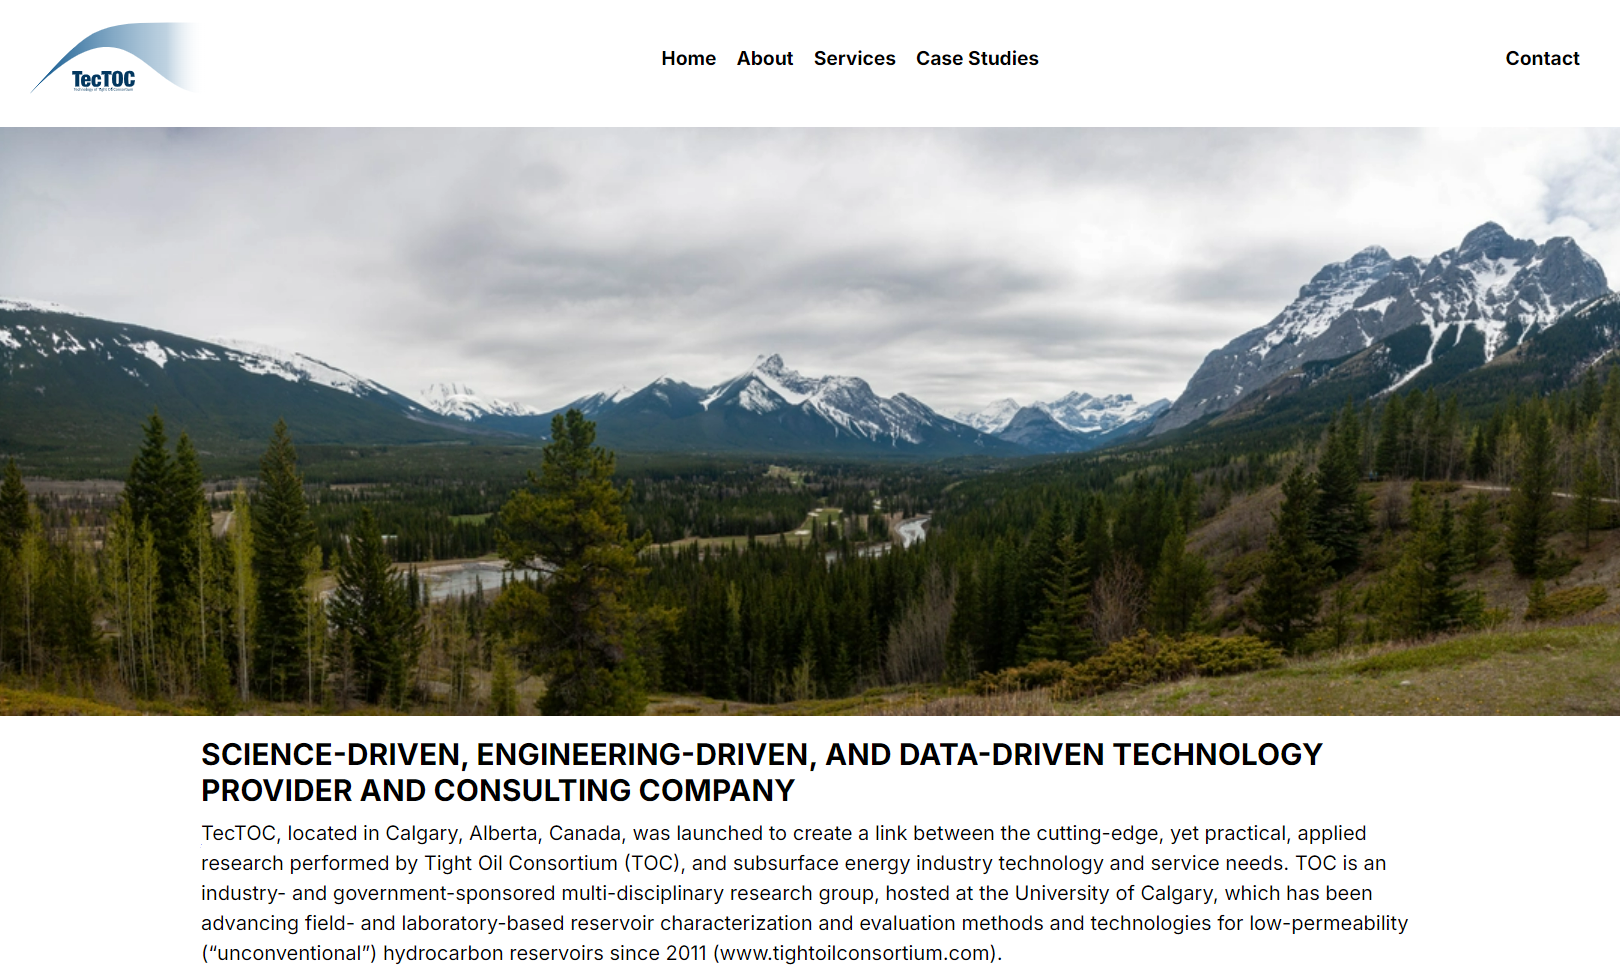 TecTOC
Technology of Tight Oil Consortium
Home About Services Case Studies Contact
SCIENCE-DRIVEN, ENGINEERING-DRIVEN, AND DATA-DRIVEN TECHNOLOGY
PROVIDER AND CONSULTING COMPANY
TecTOC, located in Calgary, Alberta, Canada, was launched to create a link between the cutting-edge, yet practical, applied
research performed by Tight Oil Consortium (TOC), and subsurface energy industry technology and service needs. TOC is an
industry- and government-sponsored multi-disciplinary research group, hosted at the University of Calgary, which has been
advancing field- and laboratory-based reservoir characterization and evaluation methods and technologies for low-permeability
(“unconventional”) hydrocarbon reservoirs since 2011 (www.tightoilconsortium.com).